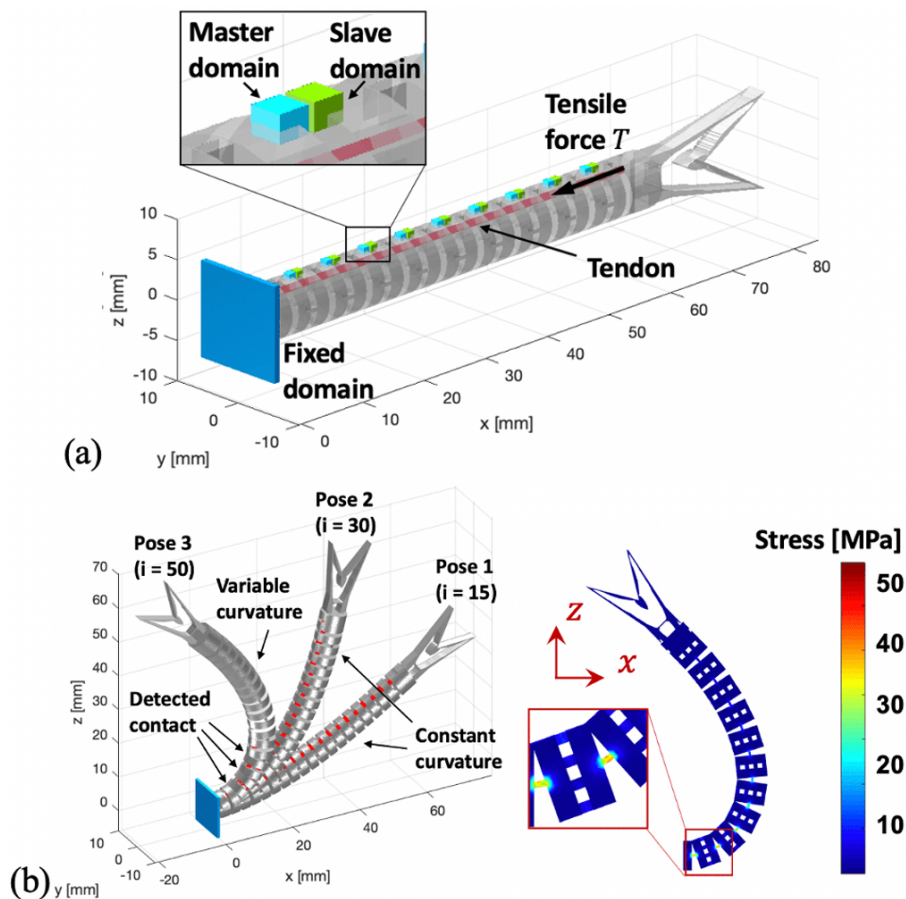 Master
domain
Slave
domain
Tensile
force T
Tendon
Fixed
domain
10
5
0
-5
-10
z [mm]
10
0
-10
y [mm]
0
10
20
30
40
50
60
70
80
x [mm]
(a)
Pose 3
(i = 50)
Pose 2
(i = 30)
Pose 1
(i = 15)
Variable
curvature
Detected
contact
Constant
curvature
70
60
50
40
30
20
10
0
z [mm]
10
0
-10
y [mm]
-20
0
20
40
60
x [mm]
(b)
Stress [MPa]
50
40
30
20
10
z
x